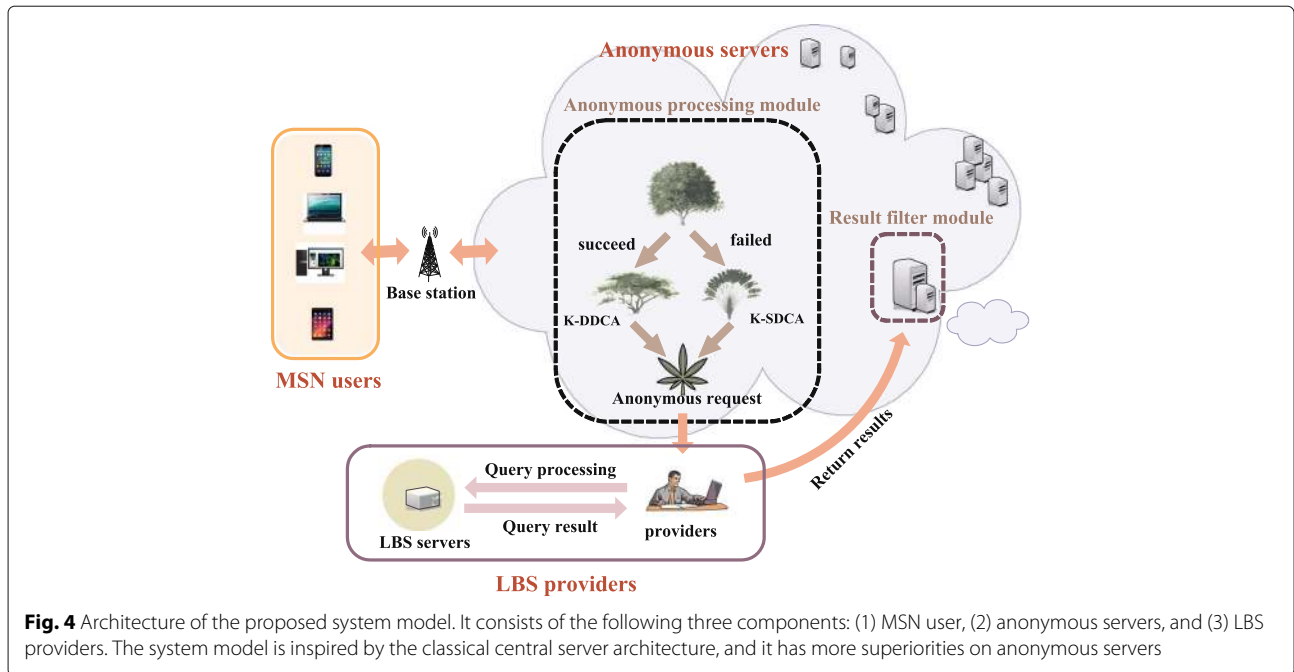 Anonymous servers
Anonymous processing module
Result filter module
succeed
failed
Base station
K-DDCA
K-SDCA
MSN users
Anonymous request
Return results
Query processing
Query result
LBS servers
providers
LBS providers
Fig. 4 Architecture of the proposed system model. It consists of the following three components: (1) MSN user, (2) anonymous servers, and (3) LBS
providers. The system model is inspired by the classical central server architecture, and it has more superiorities on anonymous servers